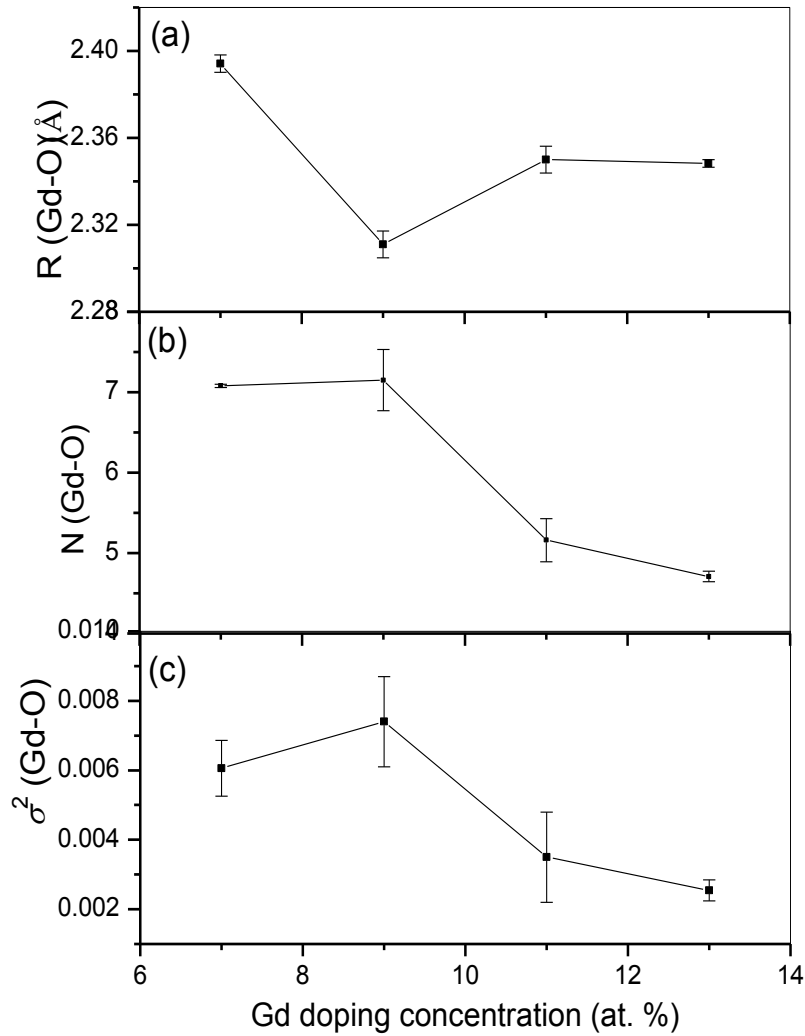 (a)
2.40
2.36
2.32
2.28
R (Gd-O)(Å)
(b)
7
6
5
4
N (Gd-O)
(c)
0.010
0.008
0.006
0.004
0.002
σ² (Gd-O)
6 8 10 12 14
Gd doping concentration (at. %)